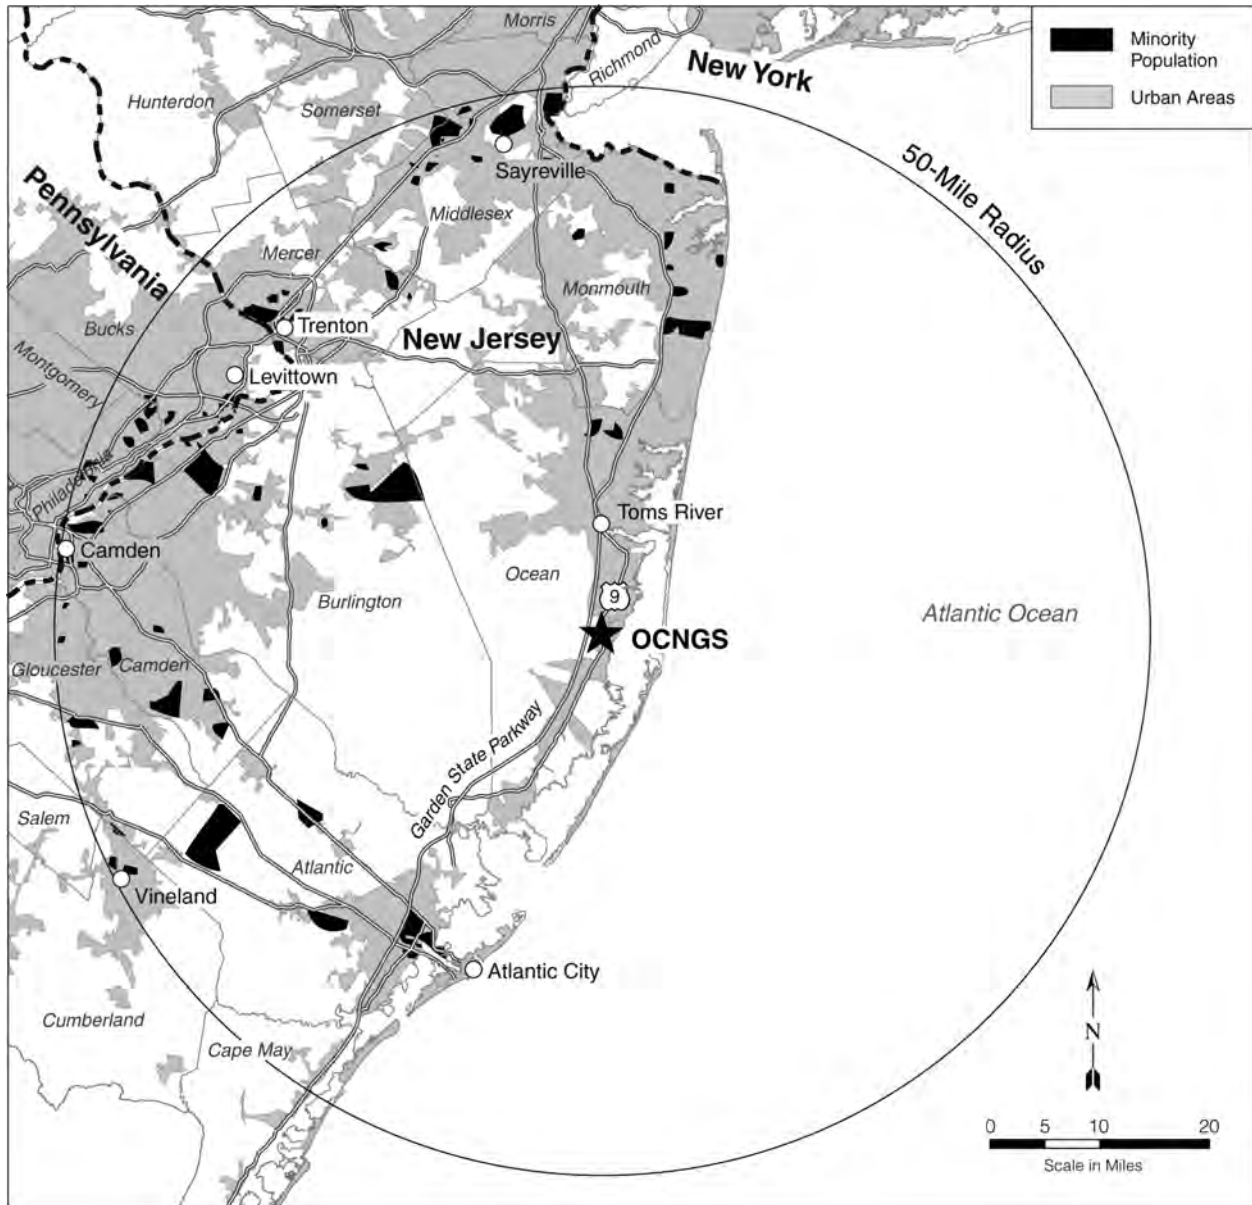 Morris
Richmond
New York
Minority
Population
Urban Areas
Hunterdon
Somerset
50-Mile Radius
Sayreville
Pennsylvania
Middlesex
Mercer
Monmouth
Bucks
Trenton
New Jersey
Montgomery
Levittown
Philadelphia
Toms River
Camden
Ocean
9
Burlington
Atlantic Ocean
OCNGS
Gloucester
Camden
Garden State Parkway
Salem
Atlantic
Vineland
Atlantic City
Cumberland
Cape May
N
0 5 10 20
Scale in Miles